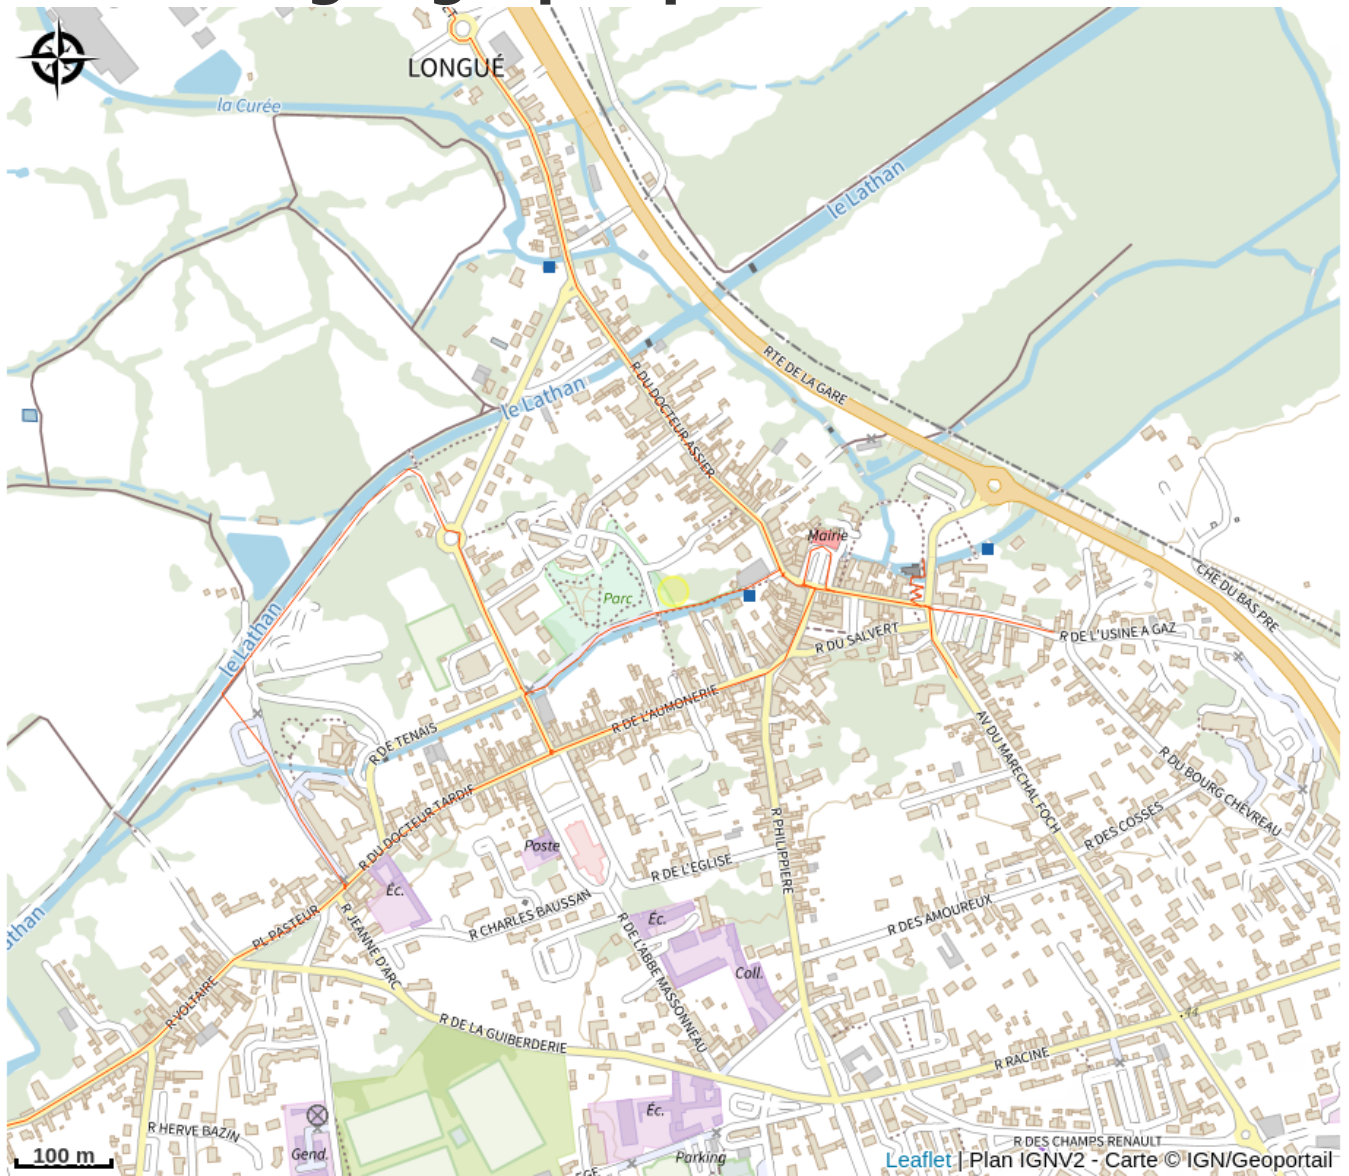 LONGUÉ
la Curée
le Lathan
RTE DE LA GARE
R DU DOCTEUR ASSIER
le Lathan
Mairie
CHE DU BAS PRE
Parc
le Lathan
R DE L'USINE A GAZ
R DU SALVERT
R DE L'AUMONERIE
R DE TENAIS
AV DU MARECHAL FOCH
R DU BOURG CHEVREAU
R DU DOCTEUR TARDIF
R DES COSSES
R PHILIPPIERE
Poste
R DE L'EGLISE
Éc.
R CHARLES BAUSSAN
R DES AMOUREUX
PL PASTEUR
R JEANNE D'ARC
Éc.
R DE L'ABBE MASSONNEAU
Coll.
R VOLTAIRE
R DE LA GUIBERDERIE
44
R RACINE
Éc.
R HERVE BAZIN
Gend.
Parking
R DES CHAMPS RENAULT
100 m
Leaflet | Plan IGNV2 - Carte © IGN/Geoportail